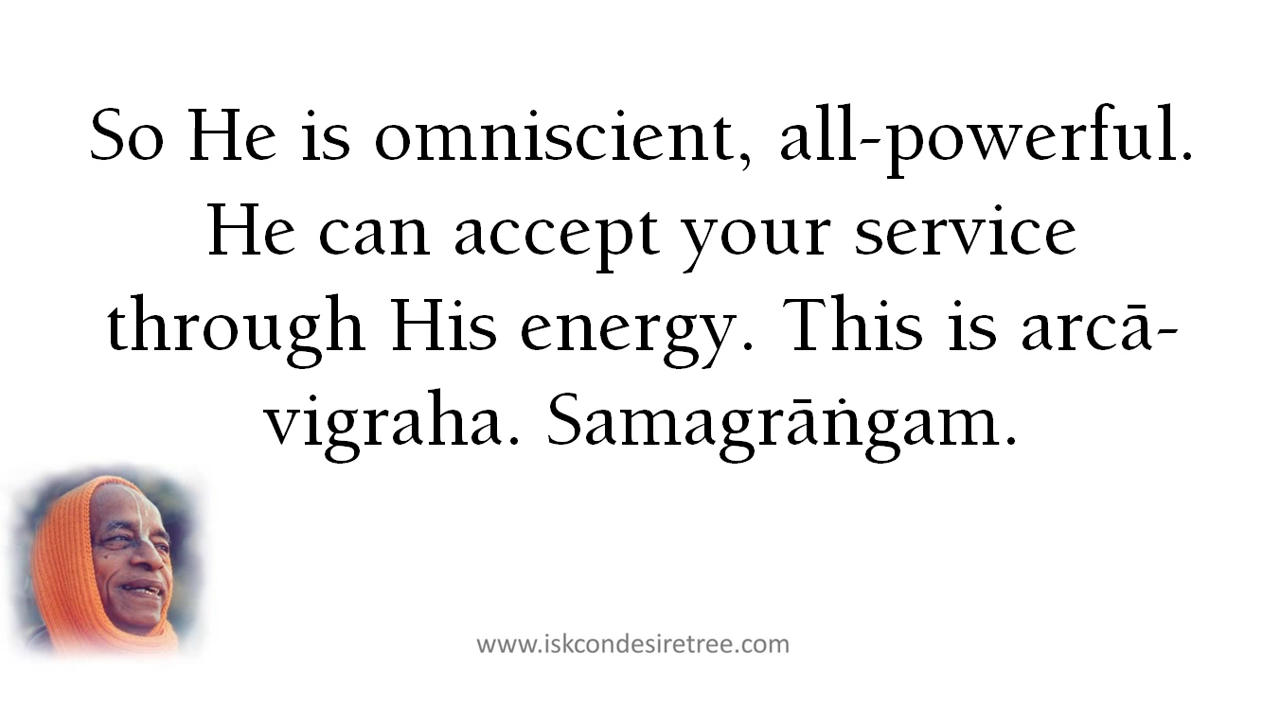 So He is omniscient, all-powerful.
He can accept your service
through His energy. This is arcā-
vigraha. Samagrāṅgam.
www.iskcondesiretree.com